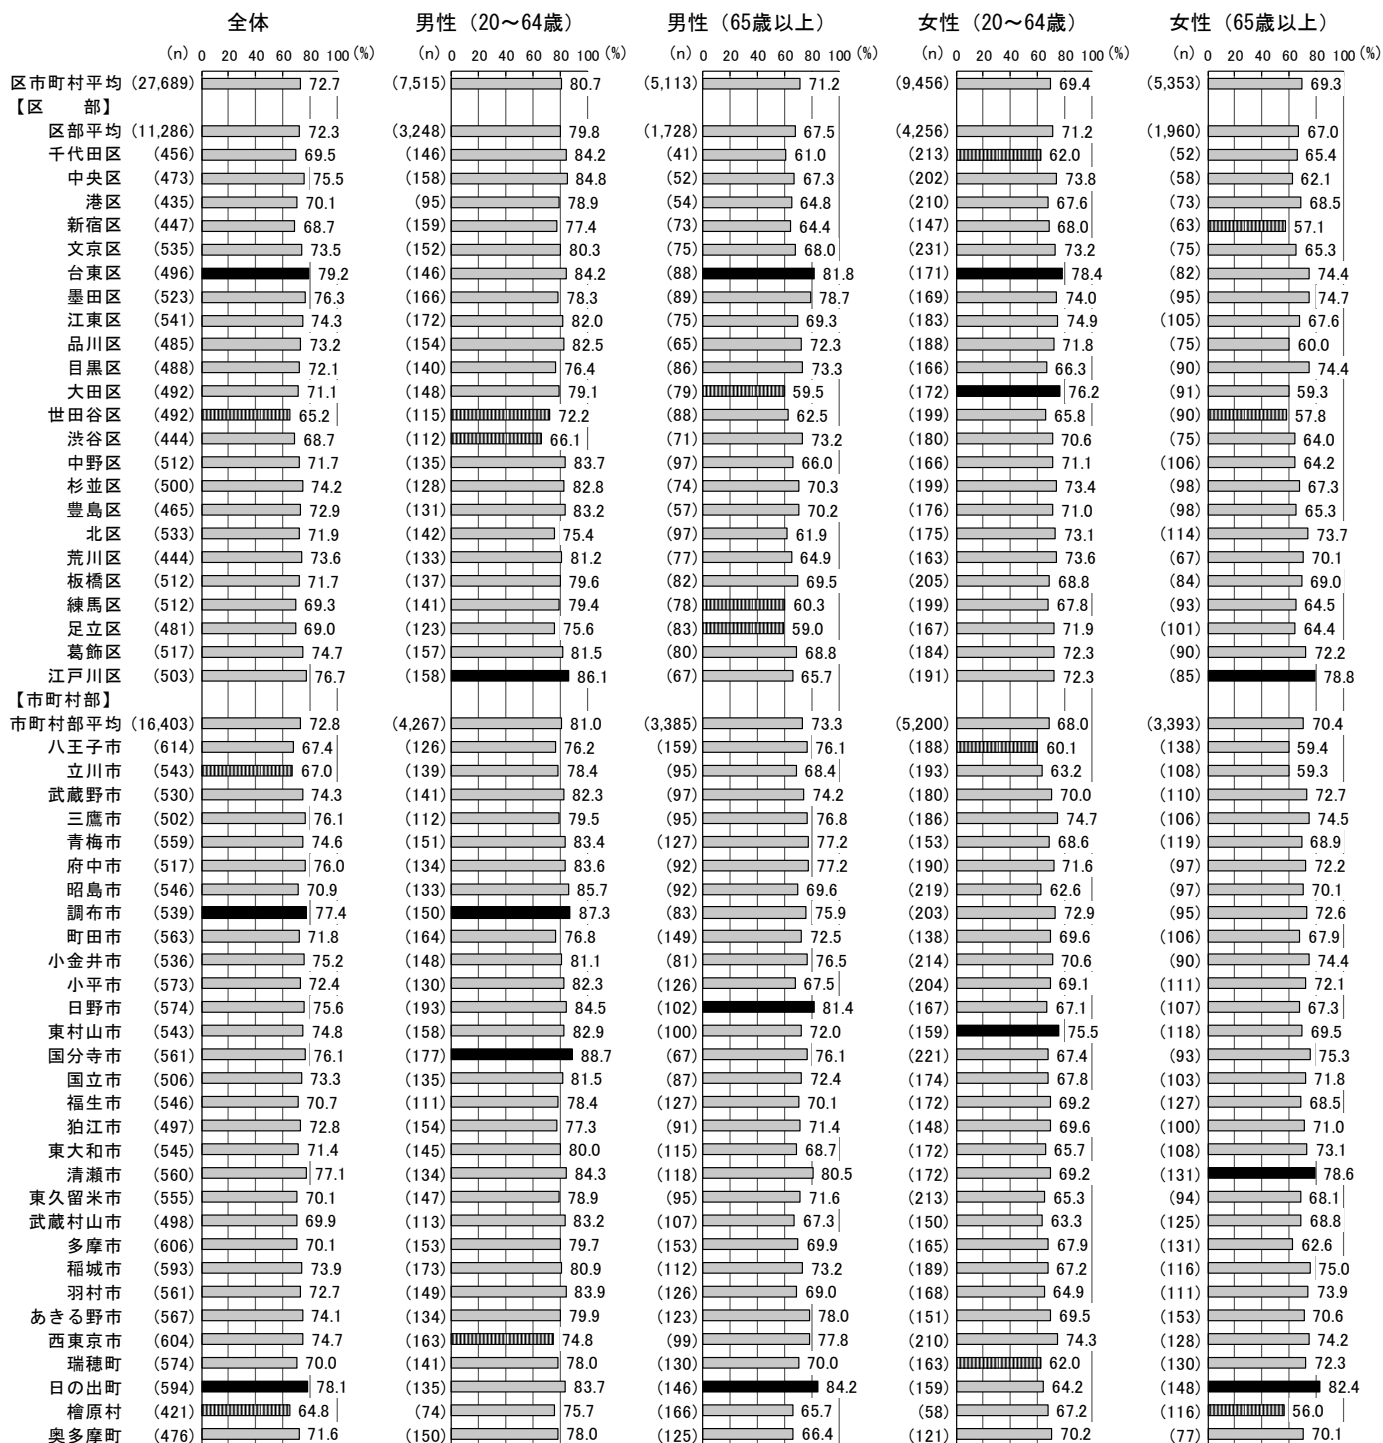 全体 男性（20～64歳） 男性（65歳以上） 女性（20～64歳） 女性（65歳以上）
(n) 0 20 40 60 80 100 (%) (n) 0 20 40 60 80 100 (%) (n) 0 20 40 60 80 100 (%) (n) 0 20 40 60 80 100 (%) (n) 0 20 40 60 80 100 (%)
区市町村平均 (27,689) 72.7 (7,515) 80.7 (5,113) 71.2 (9,456) 69.4 (5,353) 69.3
【区 部】
区部平均 (11,286) 72.3 (3,248) 79.8 (1,728) 67.5 (4,256) 71.2 (1,960) 67.0
千代田区 (456) 69.5 (146) 84.2 (41) 61.0 (213) 62.0 (52) 65.4
中央区 (473) 75.5 (158) 84.8 (52) 67.3 (202) 73.8 (58) 62.1
港区 (435) 70.1 (95) 78.9 (54) 64.8 (210) 67.6 (73) 68.5
新宿区 (447) 68.7 (159) 77.4 (73) 64.4 (147) 68.0 (63) 57.1
文京区 (535) 73.5 (152) 80.3 (75) 68.0 (231) 73.2 (75) 65.3
台東区 (496) 79.2 (146) 84.2 (88) 81.8 (171) 78.4 (82) 74.4
墨田区 (523) 76.3 (166) 78.3 (89) 78.7 (169) 74.0 (95) 74.7
江東区 (541) 74.3 (172) 82.0 (75) 69.3 (183) 74.9 (105) 67.6
品川区 (485) 73.2 (154) 82.5 (65) 72.3 (188) 71.8 (75) 60.0
目黒区 (488) 72.1 (140) 76.4 (86) 73.3 (166) 66.3 (90) 74.4
大田区 (492) 71.1 (148) 79.1 (79) 59.5 (172) 76.2 (91) 59.3
世田谷区 (492) 65.2 (115) 72.2 (88) 62.5 (199) 65.8 (90) 57.8
渋谷区 (444) 68.7 (112) 66.1 (71) 73.2 (180) 70.6 (75) 64.0
中野区 (512) 71.7 (135) 83.7 (97) 66.0 (166) 71.1 (106) 64.2
杉並区 (500) 74.2 (128) 82.8 (74) 70.3 (199) 73.4 (98) 67.3
豊島区 (465) 72.9 (131) 83.2 (57) 70.2 (176) 71.0 (98) 65.3
北区 (533) 71.9 (142) 75.4 (97) 61.9 (175) 73.1 (114) 73.7
荒川区 (444) 73.6 (133) 81.2 (77) 64.9 (163) 73.6 (67) 70.1
板橋区 (512) 71.7 (137) 79.6 (82) 69.5 (205) 68.8 (84) 69.0
練馬区 (512) 69.3 (141) 79.4 (78) 60.3 (199) 67.8 (93) 64.5
足立区 (481) 69.0 (123) 75.6 (83) 59.0 (167) 71.9 (101) 64.4
葛飾区 (517) 74.7 (157) 81.5 (80) 68.8 (184) 72.3 (90) 72.2
江戸川区 (503) 76.7 (158) 86.1 (67) 65.7 (191) 72.3 (85) 78.8
【市町村部】
市町村部平均 (16,403) 72.8 (4,267) 81.0 (3,385) 73.3 (5,200) 68.0 (3,393) 70.4
八王子市 (614) 67.4 (126) 76.2 (159) 76.1 (188) 60.1 (138) 59.4
立川市 (543) 67.0 (139) 78.4 (95) 68.4 (193) 63.2 (108) 59.3
武蔵野市 (530) 74.3 (141) 82.3 (97) 74.2 (180) 70.0 (110) 72.7
三鷹市 (502) 76.1 (112) 79.5 (95) 76.8 (186) 74.7 (106) 74.5
青梅市 (559) 74.6 (151) 83.4 (127) 77.2 (153) 68.6 (119) 68.9
府中市 (517) 76.0 (134) 83.6 (92) 77.2 (190) 71.6 (97) 72.2
昭島市 (546) 70.9 (133) 85.7 (92) 69.6 (219) 62.6 (97) 70.1
調布市 (539) 77.4 (150) 87.3 (83) 75.9 (203) 72.9 (95) 72.6
町田市 (563) 71.8 (164) 76.8 (149) 72.5 (138) 69.6 (106) 67.9
小金井市 (536) 75.2 (148) 81.1 (81) 76.5 (214) 70.6 (90) 74.4
小平市 (573) 72.4 (130) 82.3 (126) 67.5 (204) 69.1 (111) 72.1
日野市 (574) 75.6 (193) 84.5 (102) 81.4 (167) 67.1 (107) 67.3
東村山市 (543) 74.8 (158) 82.9 (100) 72.0 (159) 75.5 (118) 69.5
国分寺市 (561) 76.1 (177) 88.7 (67) 76.1 (221) 67.4 (93) 75.3
国立市 (506) 73.3 (135) 81.5 (87) 72.4 (174) 67.8 (103) 71.8
福生市 (546) 70.7 (111) 78.4 (127) 70.1 (172) 69.2 (127) 68.5
狛江市 (497) 72.8 (154) 77.3 (91) 71.4 (148) 69.6 (100) 71.0
東大和市 (545) 71.4 (145) 80.0 (115) 68.7 (172) 65.7 (108) 73.1
清瀬市 (560) 77.1 (134) 84.3 (118) 80.5 (172) 69.2 (131) 78.6
東久留米市 (555) 70.1 (147) 78.9 (95) 71.6 (213) 65.3 (94) 68.1
武蔵村山市 (498) 69.9 (113) 83.2 (107) 67.3 (150) 63.3 (125) 68.8
多摩市 (606) 70.1 (153) 79.7 (153) 69.9 (165) 67.9 (131) 62.6
稲城市 (593) 73.9 (173) 80.9 (112) 73.2 (189) 67.2 (116) 75.0
羽村市 (561) 72.7 (149) 83.9 (126) 69.0 (168) 64.9 (111) 73.9
あきる野市 (567) 74.1 (134) 79.9 (123) 78.0 (151) 69.5 (153) 70.6
西東京市 (604) 74.7 (163) 74.8 (99) 77.8 (210) 74.3 (128) 74.2
瑞穂町 (574) 70.0 (141) 78.0 (130) 70.0 (163) 62.0 (130) 72.3
日の出町 (594) 78.1 (135) 83.7 (146) 84.2 (159) 64.2 (148) 82.4
檜原村 (421) 64.8 (74) 75.7 (166) 65.7 (58) 67.2 (116) 56.0
奥多摩町 (476) 71.6 (150) 78.0 (125) 66.4 (121) 70.2 (77) 70.1